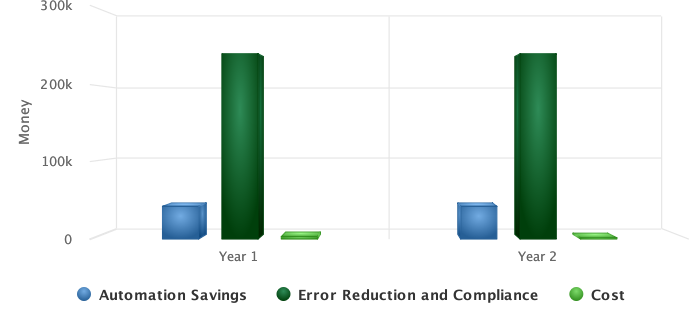 300k
200k
100k
0
Money
Year 1
Year 2
Automation Savings
Error Reduction and Compliance
Cost